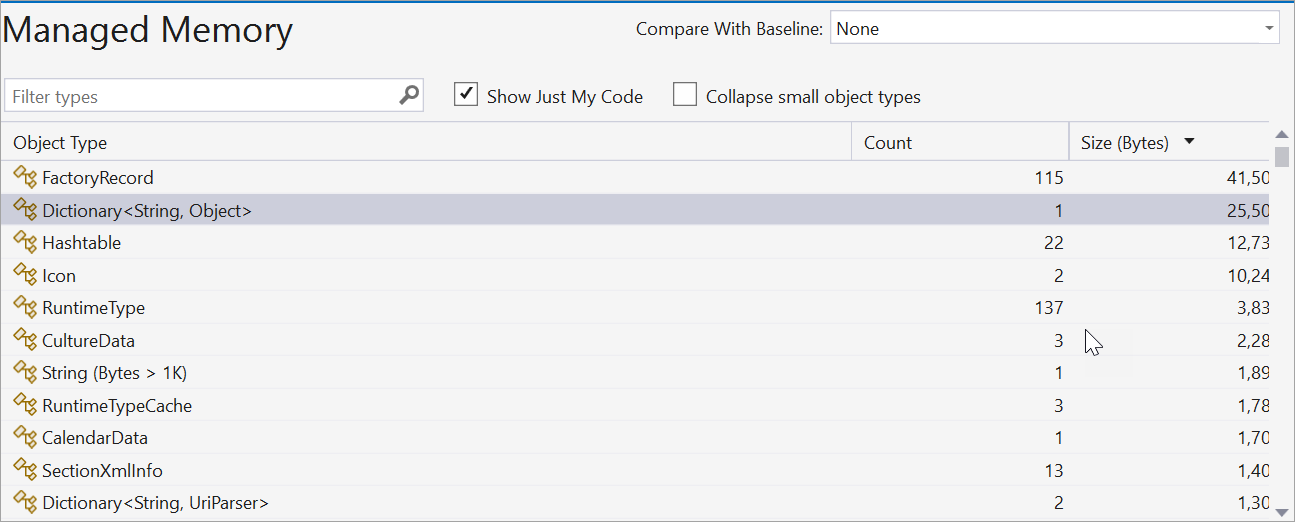 Managed Memory
Compare With Baseline: None
Filter types
Show Just My Code
Collapse small object types
Object Type Count Size (Bytes)
FactoryRecord 115 41,50
Dictionary<String, Object> 1 25,50
Hashtable 22 12,73
Icon 2 10,24
RuntimeType 137 3,83
CultureData 3 2,28
String (Bytes > 1K) 1 1,89
RuntimeTypeCache 3 1,78
CalendarData 1 1,70
SectionXmlInfo 13 1,40
Dictionary<String, UriParser> 2 1,30